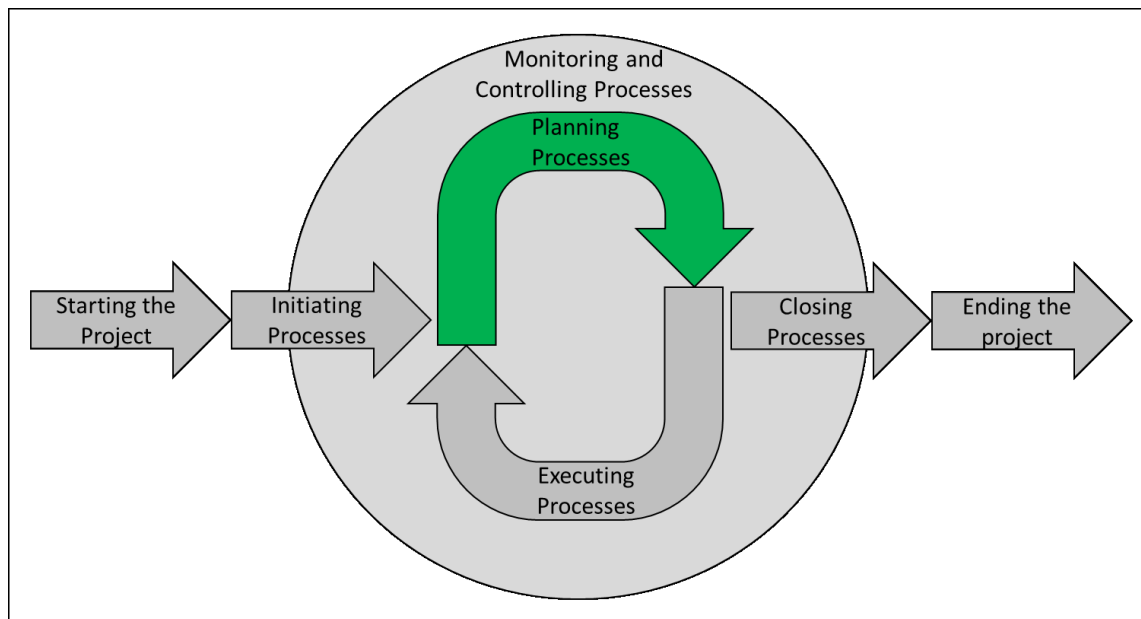 Monitoring and
Controlling Processes
Planning
Processes
Starting the
Project
Initiating
Processes
Closing
Processes
Ending the
project
Executing
Processes